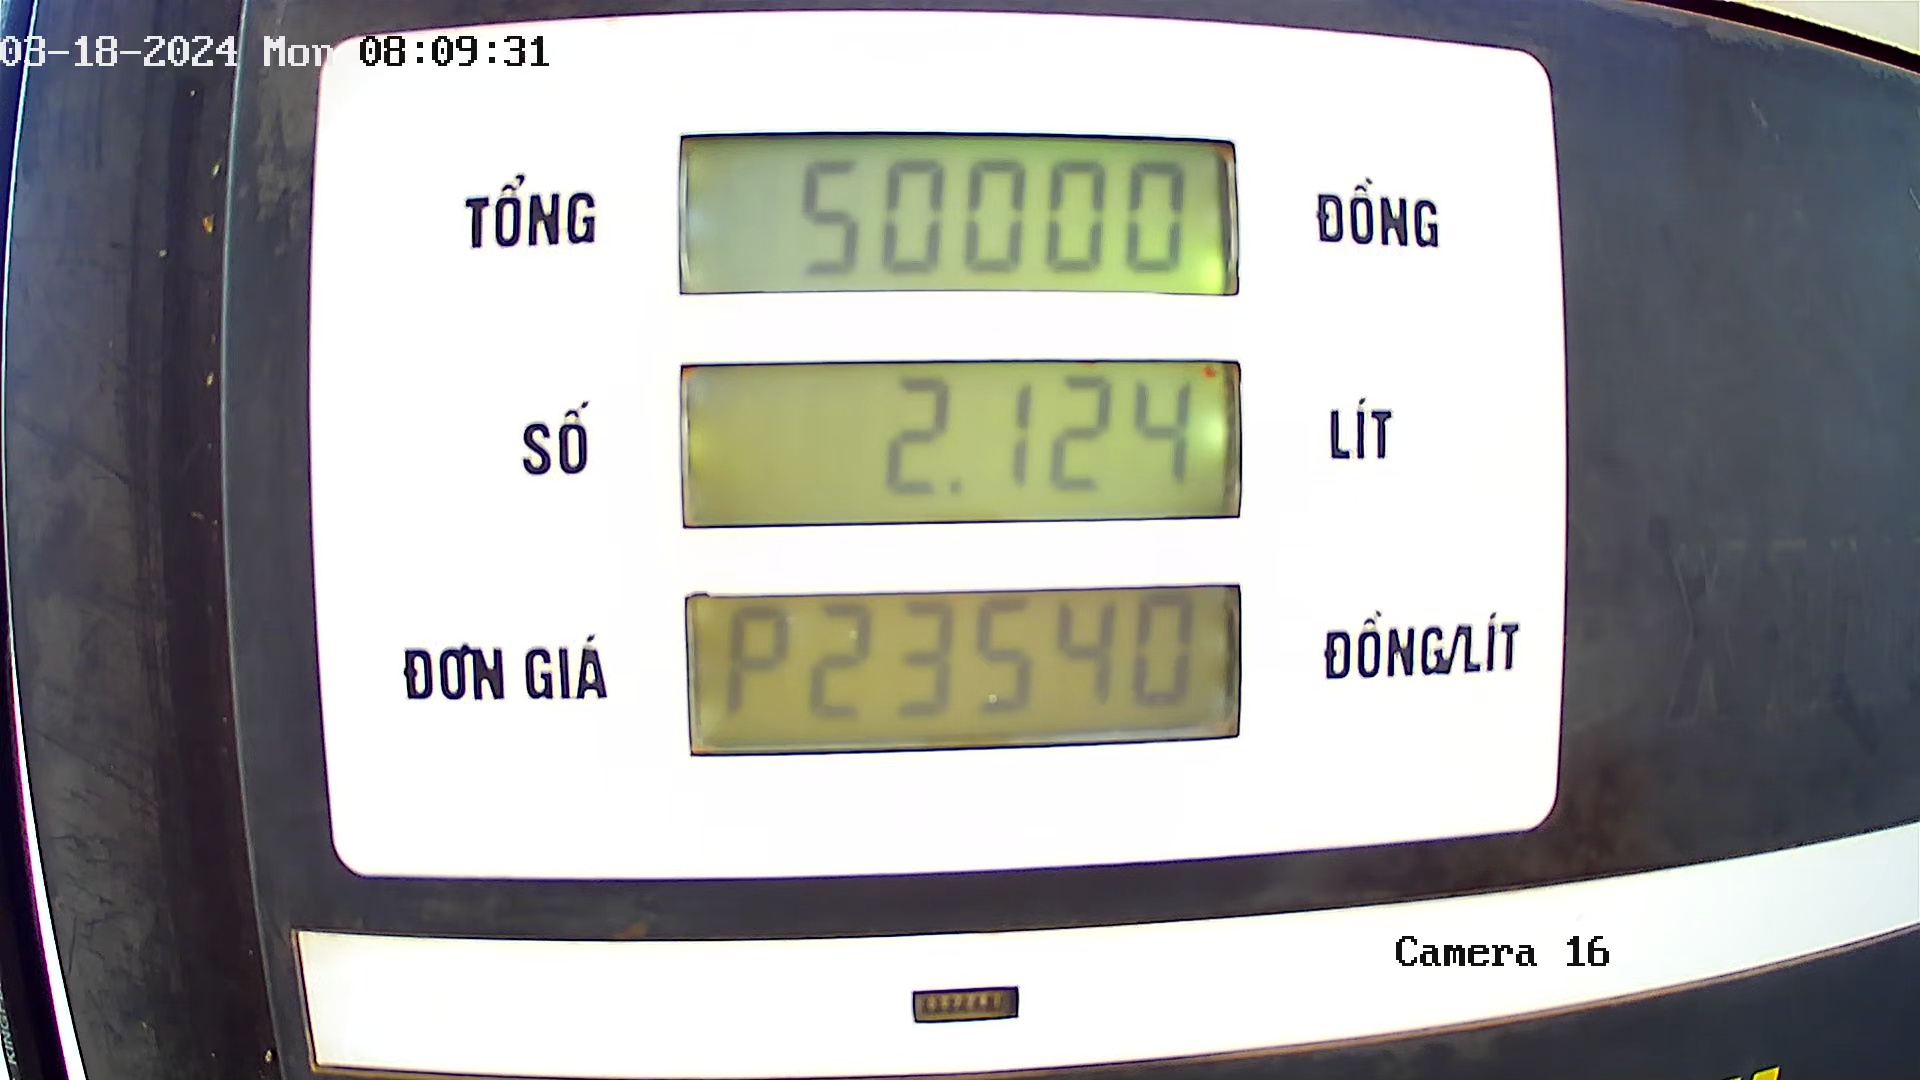 03-18-2024 Mon 08:09:31
TỔNG 50000 ĐỒNG
SỐ 2.124 LÍT
ĐƠN GIÁ P23540 ĐỒNG/LÍT
Camera 16